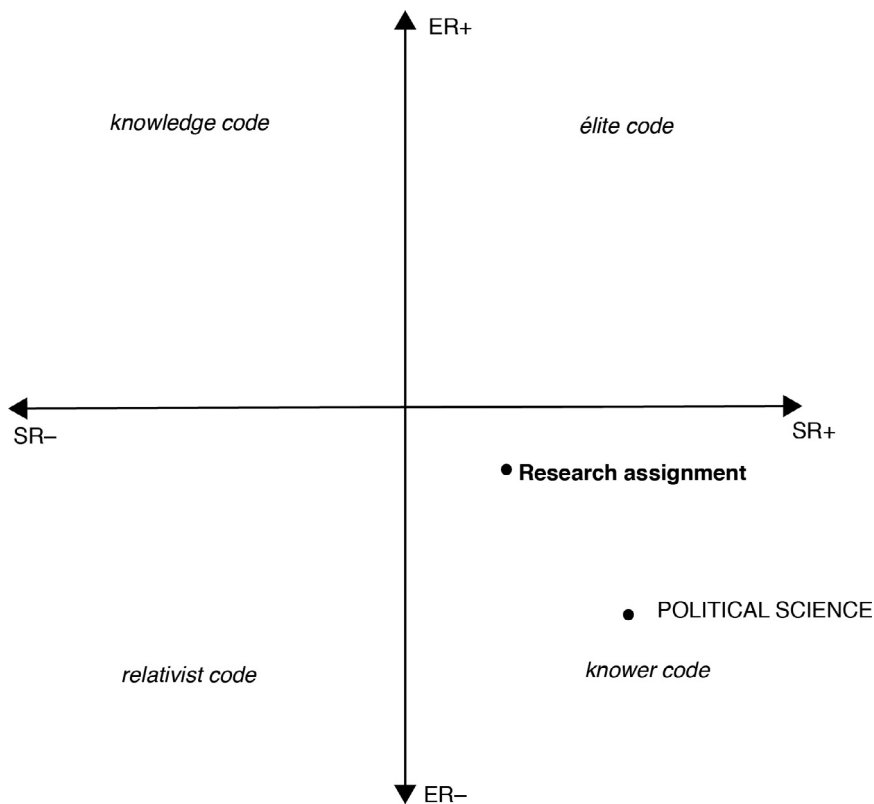 ER+
knowledge code
élite code
SR–
SR+
Research assignment
POLITICAL SCIENCE
relativist code
knower code
ER–